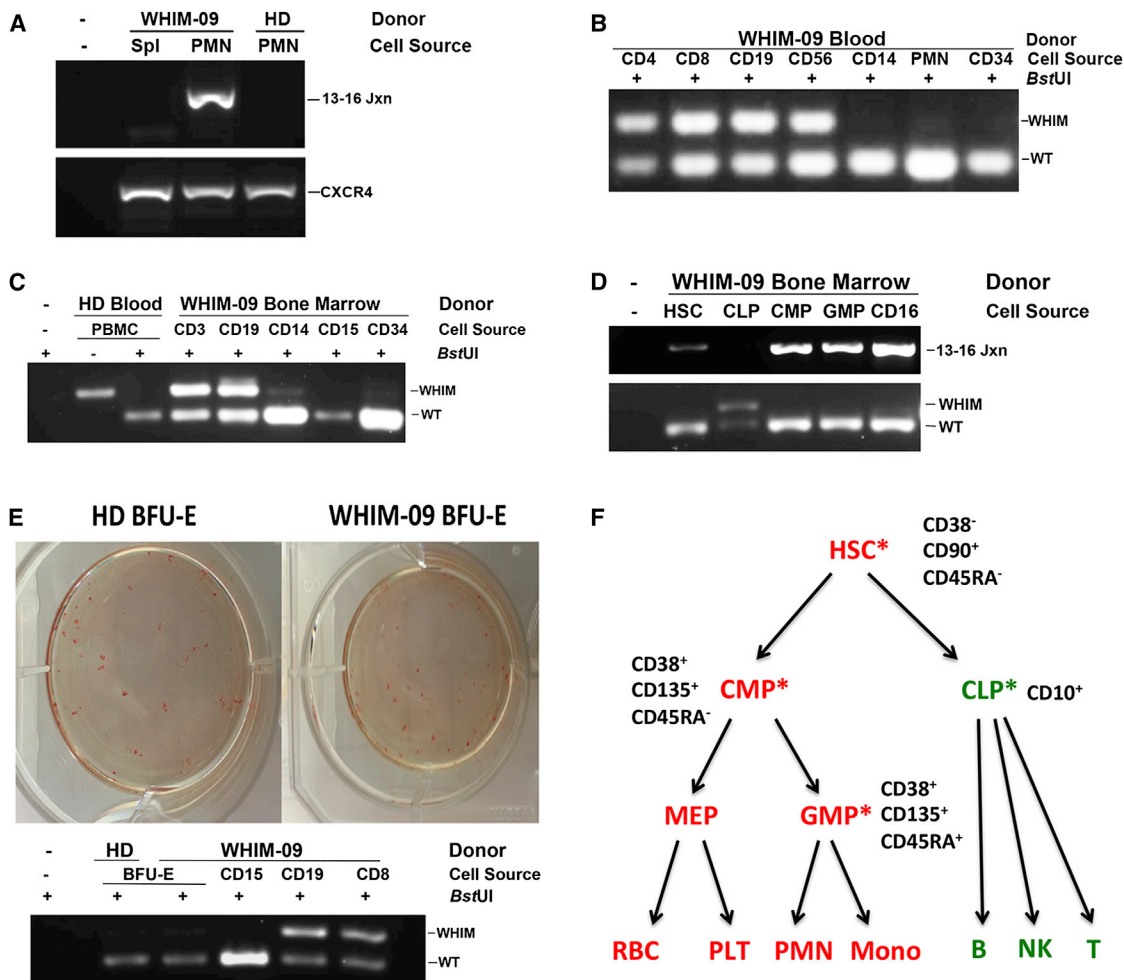 A
- WHIM-09 HD Donor
- Spl PMN PMN Cell Source
13-16 Jxn
CXCR4
B
WHIM-09 Blood Donor
CD4 CD8 CD19 CD56 CD14 PMN CD34 Cell Source
+ + + + + + + BstUI
WHIM
WT
C
- HD Blood WHIM-09 Bone Marrow Donor
- PBMC CD3 CD19 CD14 CD15 CD34 Cell Source
+ - + + + + + + BstUI
WHIM
WT
D
- WHIM-09 Bone Marrow Donor
- HSC CLP CMP GMP CD16 Cell Source
13-16 Jxn
WHIM
WT
E
HD BFU-E WHIM-09 BFU-E
- HD WHIM-09 Donor
- BFU-E CD15 CD19 CD8 Cell Source
- + + + + + BstUI
WHIM
WT
F
HSC*
CD38-
CD90+
CD45RA-
CD38+
CD135+
CD45RA-
CMP*
CLP* CD10+
MEP
GMP*
CD38+
CD135+
CD45RA+
RBC PLT PMN Mono B NK T